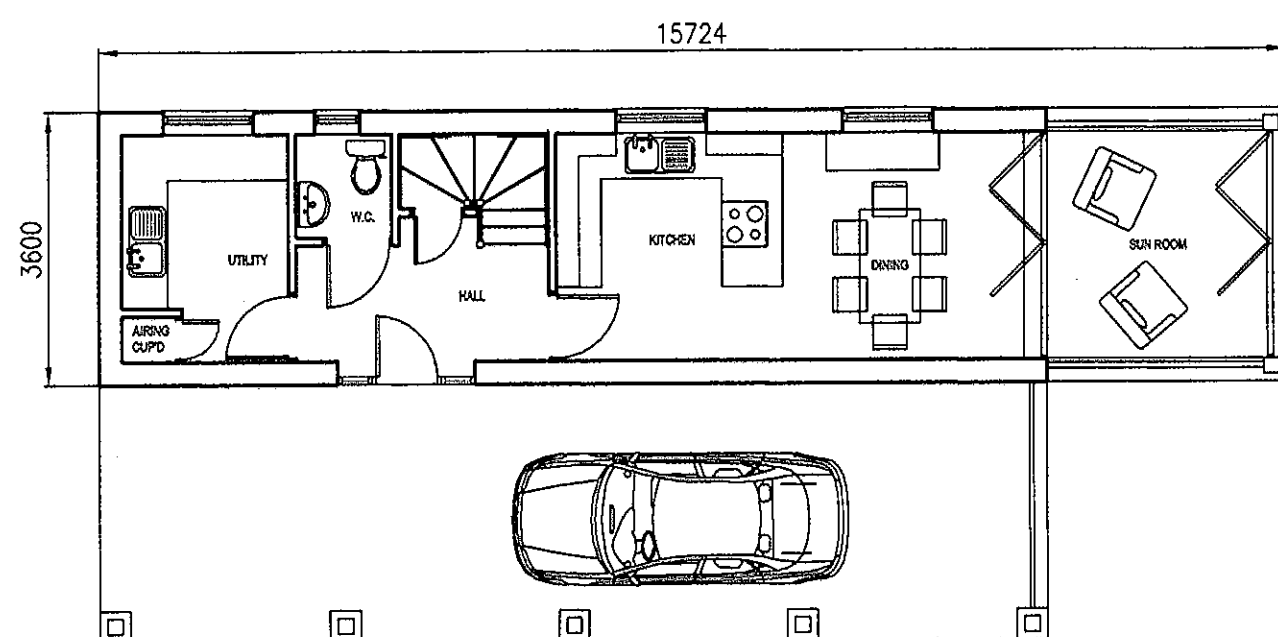 15724
3600
W.C.
KITCHEN
SUN ROOM
UTILITY
DINING
HALL
AIRING
CUP'D